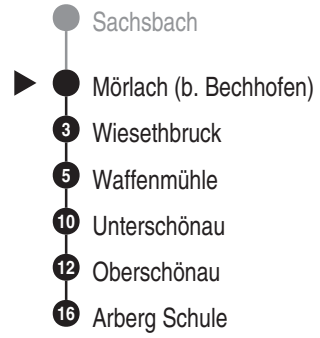 Sachsbach
Mörlach (b. Bechhofen)
3 Wiesethbruck
5 Waffenmühle
10 Unterschönau
12 Oberschönau
16 Arberg Schule